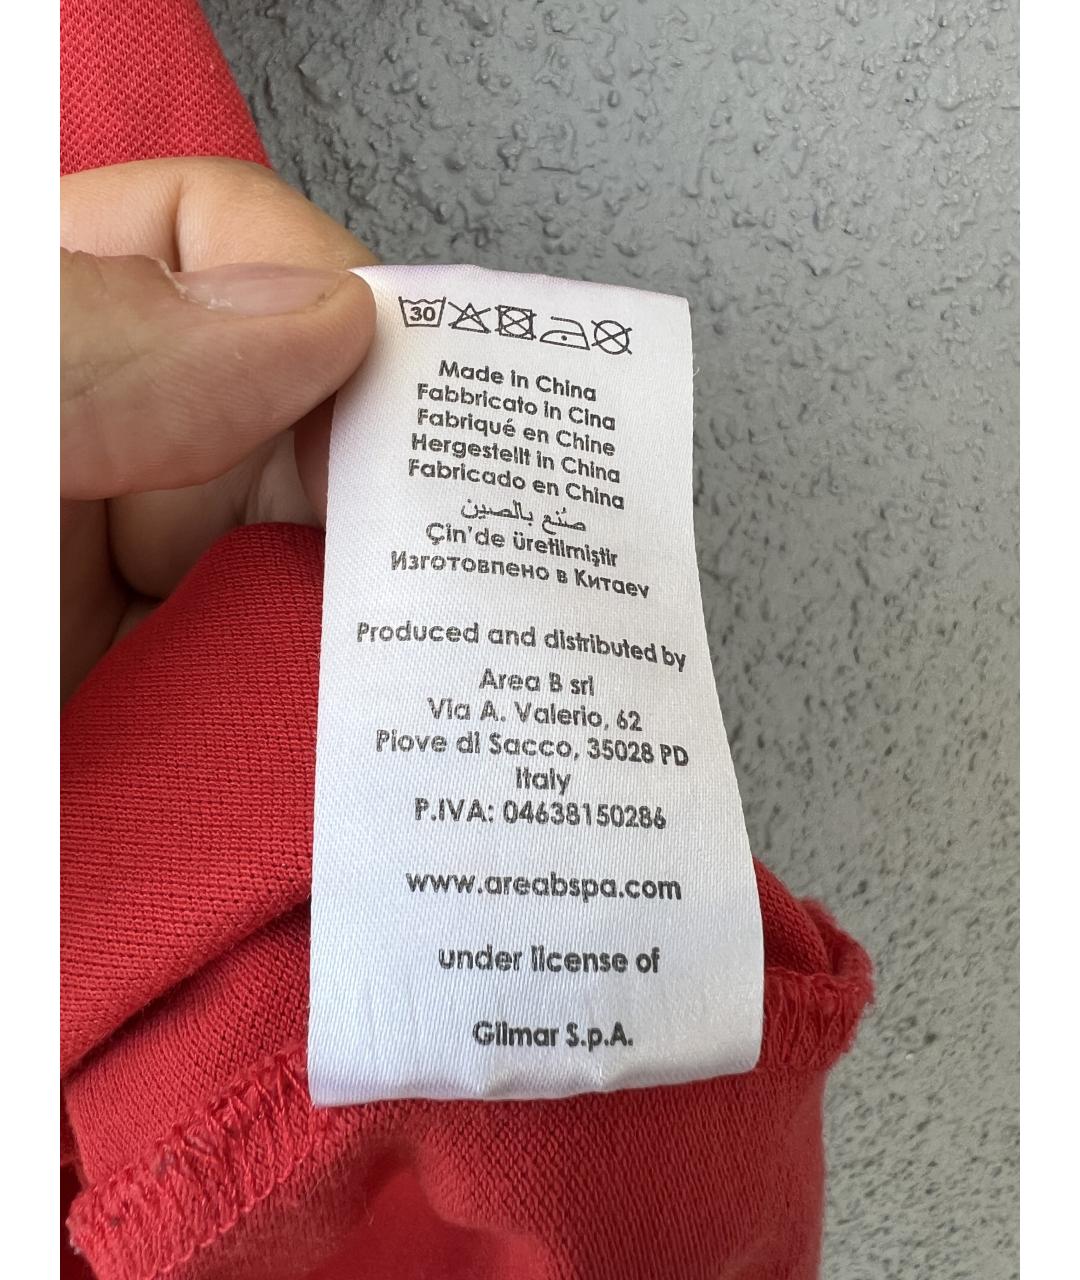 30
Made in China
Fabbricato in Cina
Fabriqué en Chine
Hergestellt in China
Fabricado en China
صنع بالصين
Çin'de üretilmiştir
Изготовпено в Китаеv
Produced and distributed by
Area B srl
Via A. Valerio, 62
Piove di Sacco, 35028 PD
Italy
P.IVA: 04638150286
www.areabspa.com
under license of
Gilmar S.p.A.